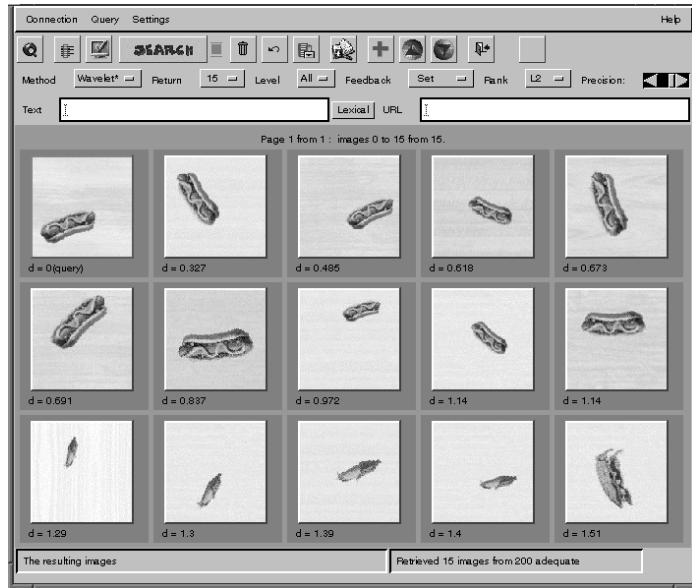 Connection Query Settings Help
SEARCH
Method Wavelet* Return 15 Level All Feedback Set Rank L2 Precision:
Text Lexical URL
Page 1 from 1 : images 0 to 15 from 15.
d = 0(query) d = 0.327 d = 0.485 d = 0.618 d = 0.673
d = 0.691 d = 0.837 d = 0.972 d = 1.14 d = 1.14
d = 1.29 d = 1.3 d = 1.39 d = 1.4 d = 1.51
The resulting images Retrieved 15 images from 200 adequate